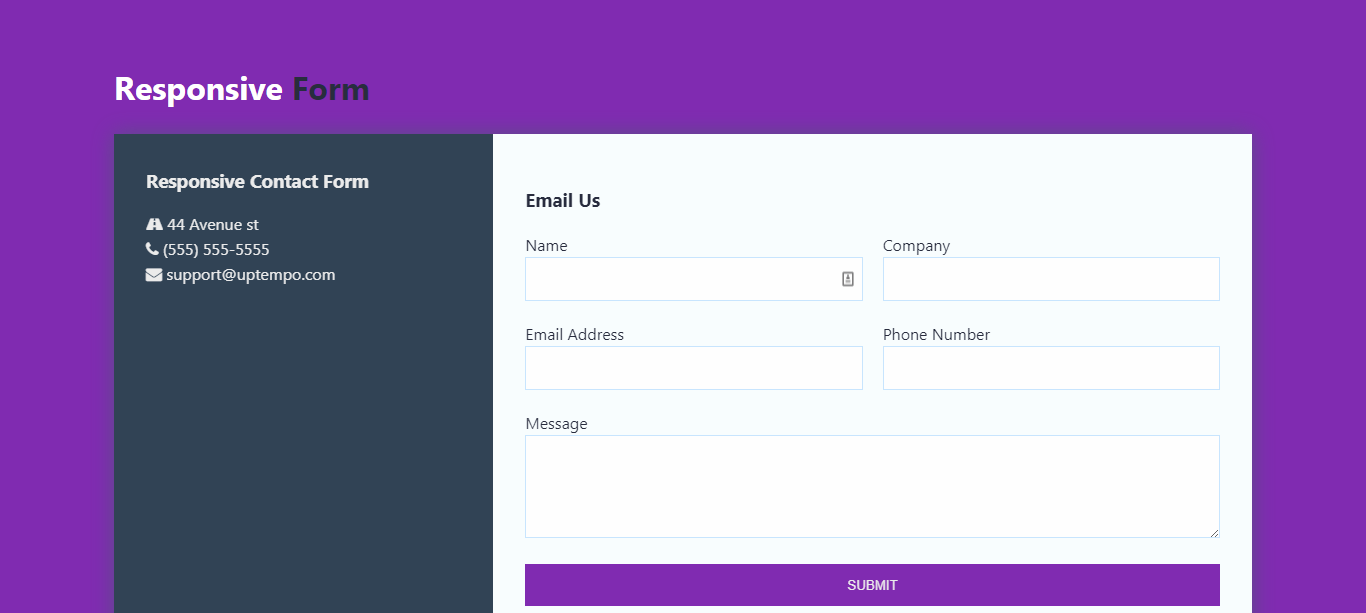 Responsive Form
Responsive Contact Form
44 Avenue st
(555) 555-5555
support@uptempo.com
Email Us
Name
Company
Email Address
Phone Number
Message
SUBMIT